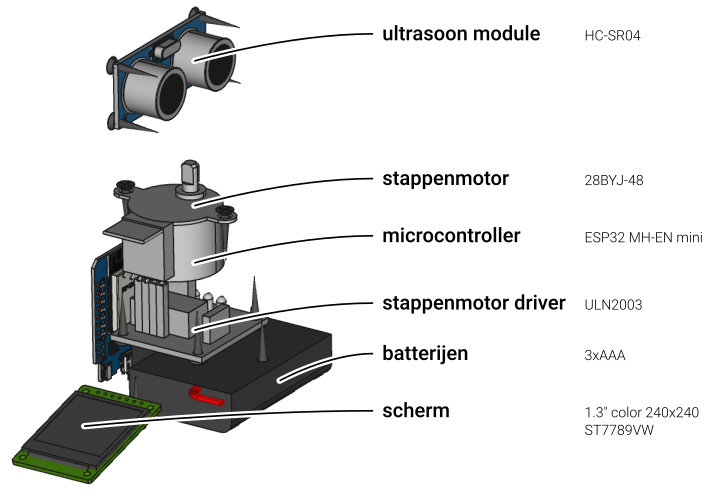 ultrasoon module HC-SR04
stappenmotor 28BYJ-48
microcontroller ESP32 MH-EN mini
stappenmotor driver ULN2003
batterijen 3xAAA
scherm 1.3" color 240x240
ST7789VW